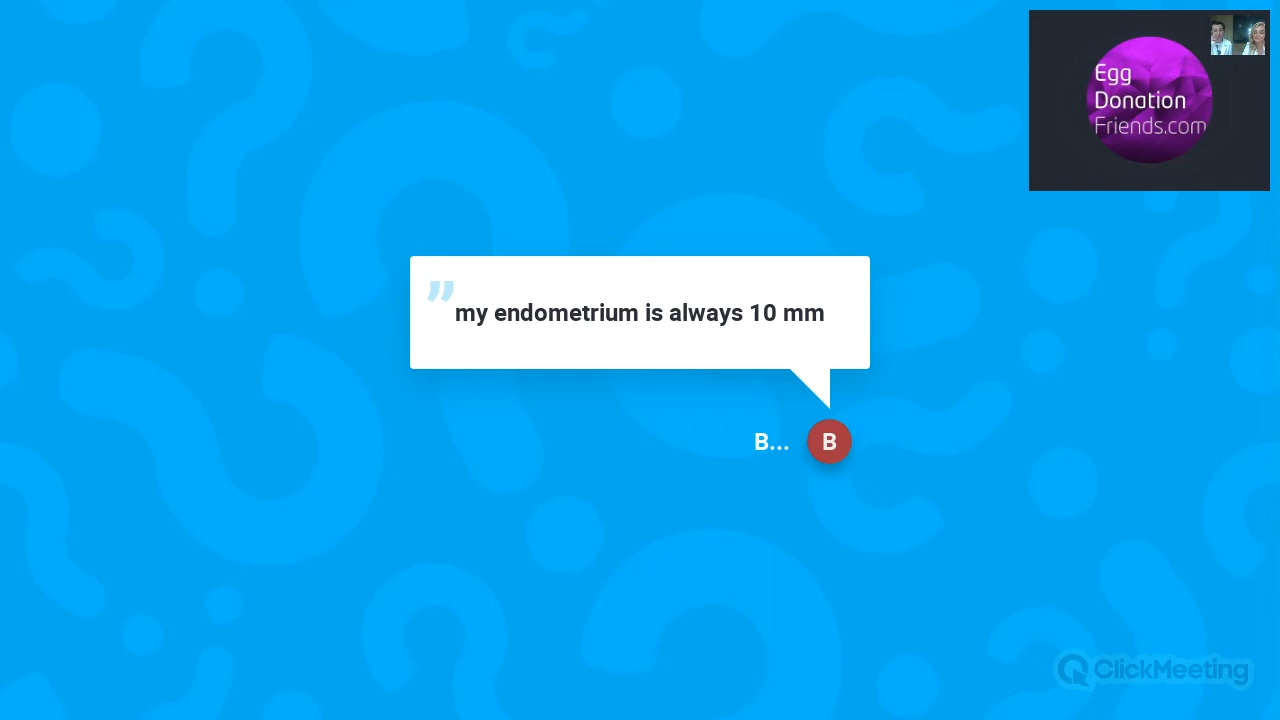 Egg
Donation
Friends.com
my endometrium is always 10 mm
B... B
ClickMeeting